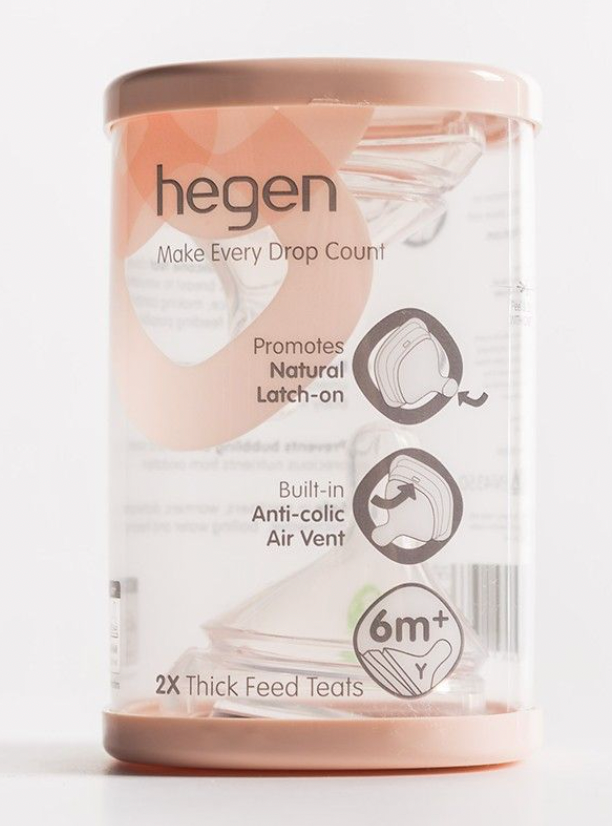 hegen
Make Every Drop Count
Promotes
Natural
Latch-on
Built-in
Anti-colic
Air Vent
6m+
Y
2X Thick Feed Teats